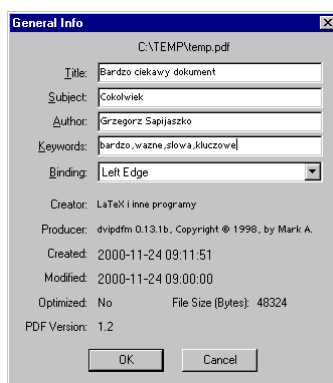 General Info
C:\TEMP\temp.pdf
Title: Bardzo ciekawy dokument
Subject: Cokolwiek
Author: Grzegorz Sapijaszko
Keywords: bardzo,wazne,slowa,kluczowe
Binding: Left Edge
Creator: LaTeX i inne programy
Producer: dvipdfm 0.13.1b, Copyright © 1998, by Mark A.
Created: 2000-11-24 09:11:51
Modified: 2000-11-24 09:00:00
Optimized: No File Size (Bytes): 48324
PDF Version: 1.2
OK Cancel